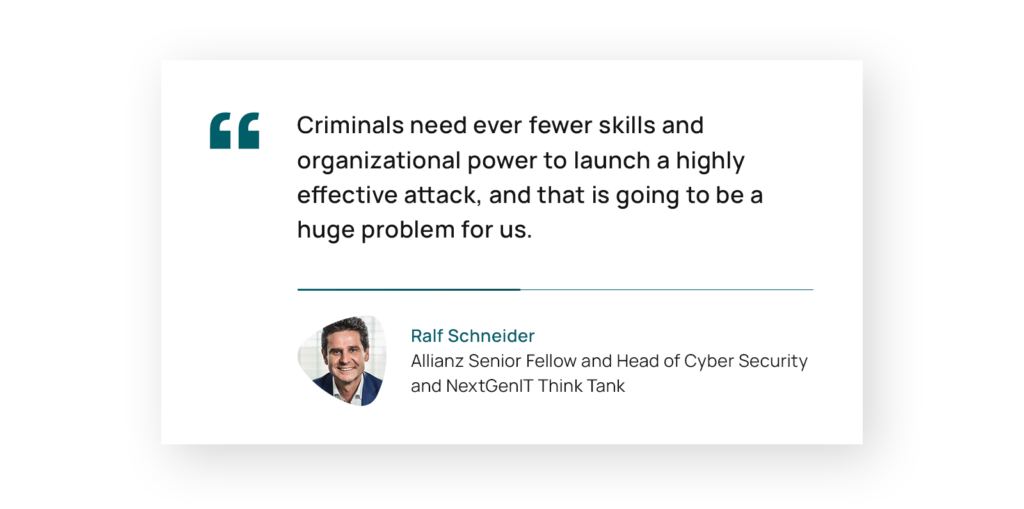 “
Criminals need ever fewer skills and
organizational power to launch a highly
effective attack, and that is going to be a
huge problem for us.
Ralf Schneider
Allianz Senior Fellow and Head of Cyber Security
and NextGenIT Think Tank